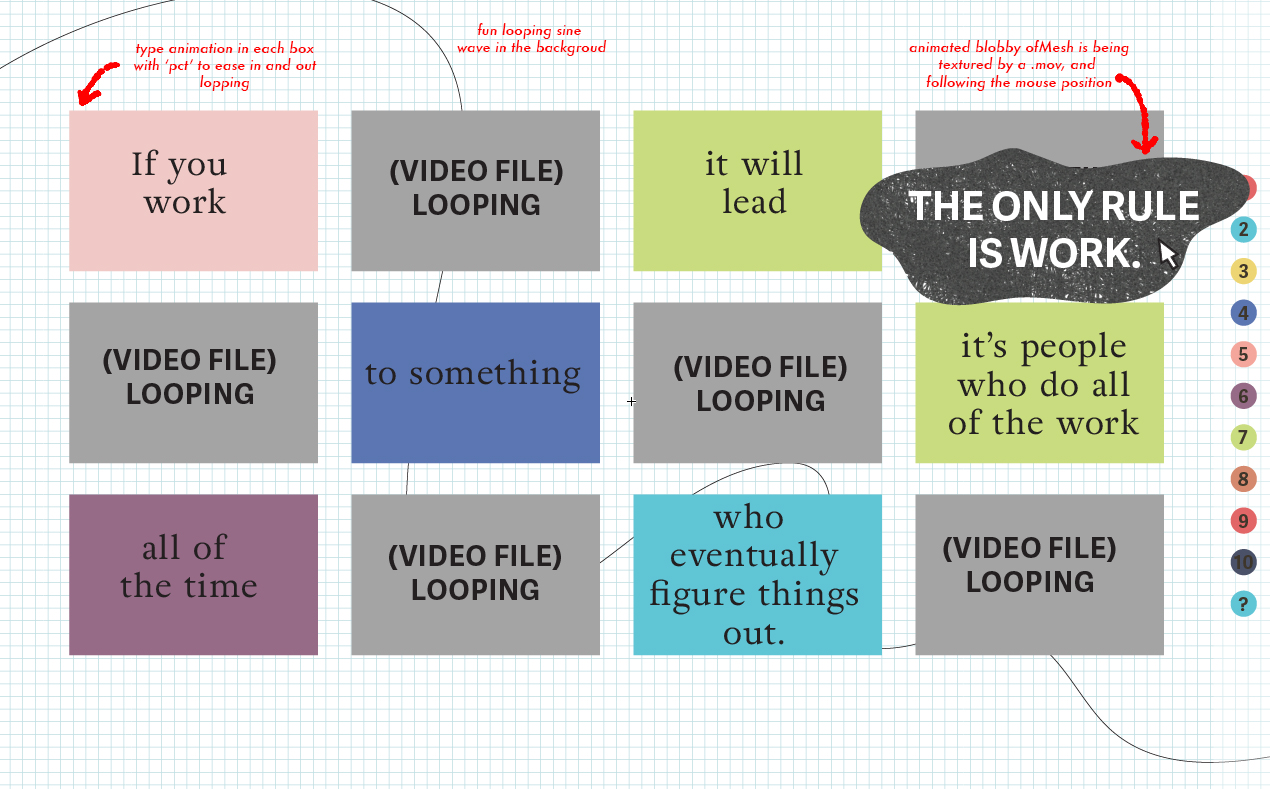 type animation in each box
with ‘pct’ to ease in and out
lopping
fun looping sine
wave in the backgroud
animated blobby ofMesh is being
textured by a .mov, and
following the mouse position
If you
work
(VIDEO FILE)
LOOPING
it will
lead
THE ONLY RULE
IS WORK.
(VIDEO FILE)
LOOPING
to something
(VIDEO FILE)
LOOPING
it’s people
who do all
of the work
all of
the time
(VIDEO FILE)
LOOPING
who
eventually
figure things
out.
(VIDEO FILE)
LOOPING
2
3
4
5
6
7
8
9
10
?